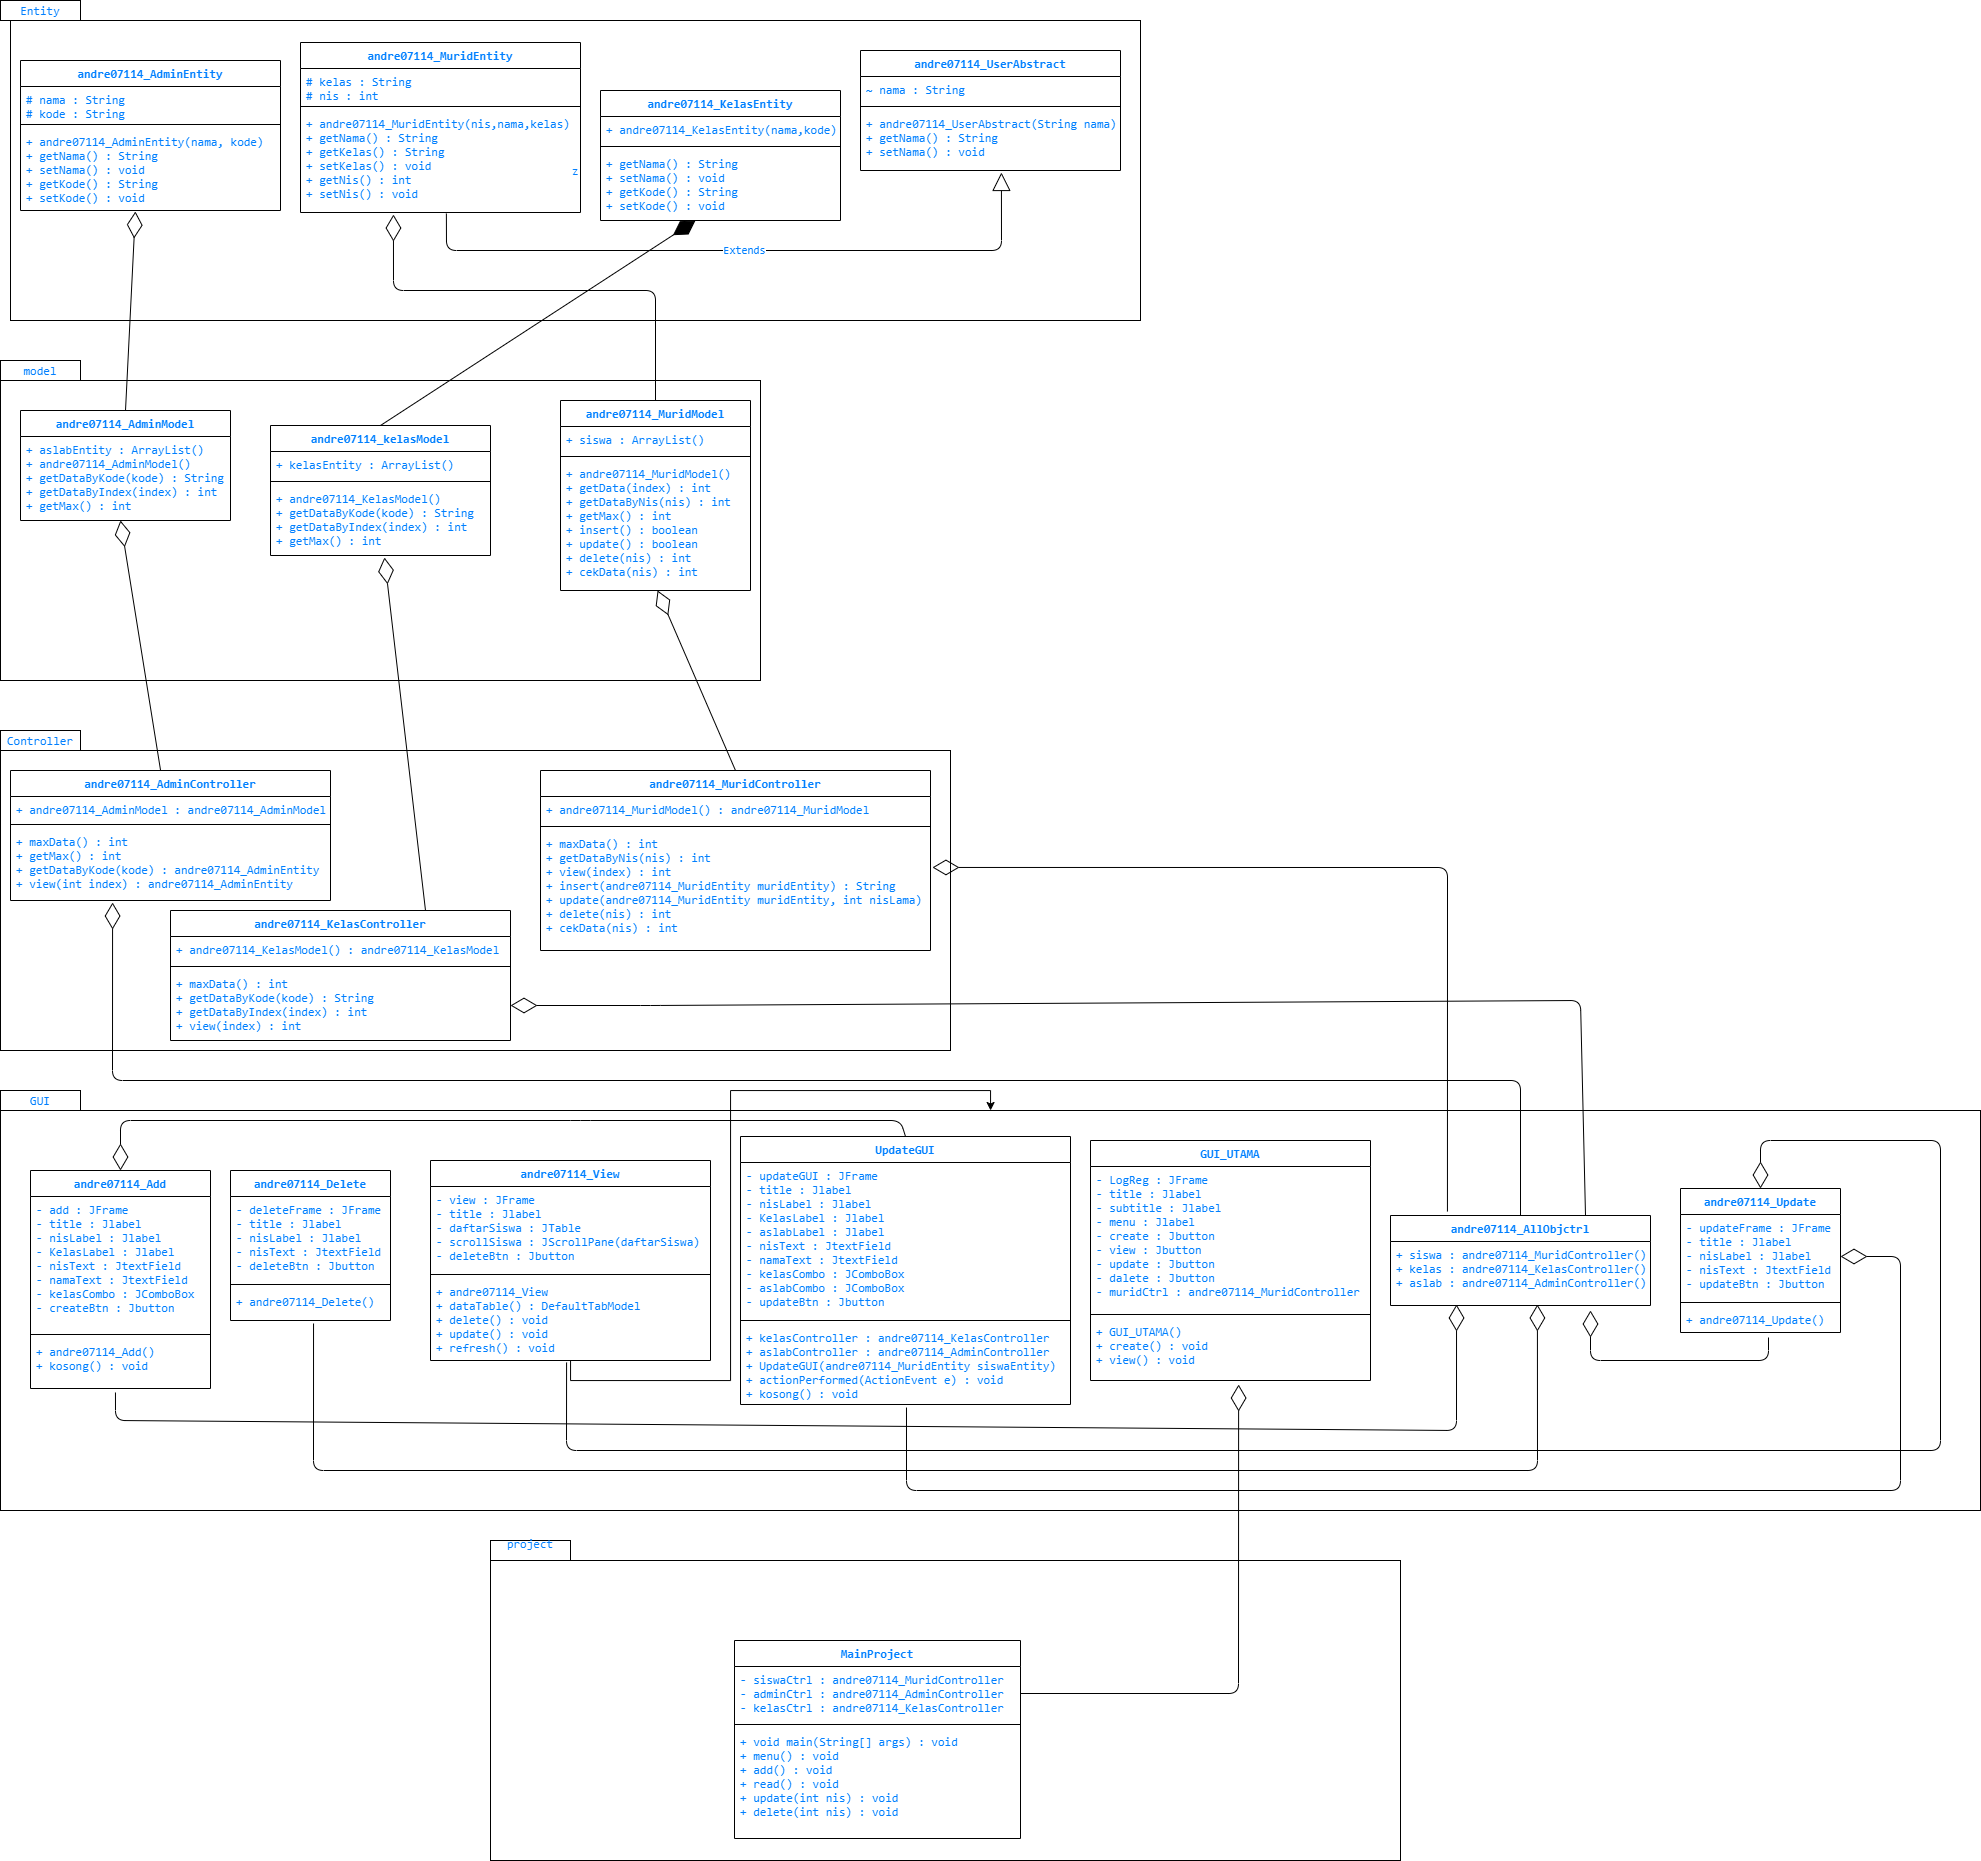 Entity
andre07114_AdminEntity
# nama : String
# kode : String
+ andre07114_AdminEntity(nama, kode)
+ getNama() : String
+ setNama() : void
+ getKode() : String
+ setKode() : void
andre07114_MuridEntity
# kelas : String
# nis : int
+ andre07114_MuridEntity(nis,nama,kelas)
+ getNama() : String
+ getKelas() : String
+ setKelas() : void
+ getNis() : int
+ setNis() : void
z
andre07114_KelasEntity
+ andre07114_KelasEntity(nama,kode)
+ getNama() : String
+ setNama() : void
+ getKode() : String
+ setKode() : void
andre07114_UserAbstract
~ nama : String
+ andre07114_UserAbstract(String nama)
+ getNama() : String
+ setNama() : void
Extends
model
andre07114_AdminModel
+ aslabEntity : ArrayList()
+ andre07114_AdminModel()
+ getDataByKode(kode) : String
+ getDataByIndex(index) : int
+ getMax() : int
andre07114_kelasModel
+ kelasEntity : ArrayList()
+ andre07114_KelasModel()
+ getDataByKode(kode) : String
+ getDataByIndex(index) : int
+ getMax() : int
andre07114_MuridModel
+ siswa : ArrayList()
+ andre07114_MuridModel()
+ getData(index) : int
+ getDataByNis(nis) : int
+ getMax() : int
+ insert() : boolean
+ update() : boolean
+ delete(nis) : int
+ cekData(nis) : int
Controller
andre07114_AdminController
+ andre07114_AdminModel : andre07114_AdminModel
+ maxData() : int
+ getMax() : int
+ getDataByKode(kode) : andre07114_AdminEntity
+ view(int index) : andre07114_AdminEntity
andre07114_KelasController
+ andre07114_KelasModel() : andre07114_KelasModel
+ maxData() : int
+ getDataByKode(kode) : String
+ getDataByIndex(index) : int
+ view(index) : int
andre07114_MuridController
+ andre07114_MuridModel() : andre07114_MuridModel
+ maxData() : int
+ getDataByNis(nis) : int
+ view(index) : int
+ insert(andre07114_MuridEntity muridEntity) : String
+ update(andre07114_MuridEntity muridEntity, int nisLama)
+ delete(nis) : int
+ cekData(nis) : int
GUI
andre07114_Add
- add : JFrame
- title : Jlabel
- nisLabel : Jlabel
- KelasLabel : Jlabel
- nisText : JtextField
- namaText : JtextField
- kelasCombo : JComboBox
- createBtn : Jbutton
+ andre07114_Add()
+ kosong() : void
andre07114_Delete
- deleteFrame : JFrame
- title : Jlabel
- nisLabel : Jlabel
- nisText : JtextField
- deleteBtn : Jbutton
+ andre07114_Delete()
andre07114_View
- view : JFrame
- title : Jlabel
- daftarSiswa : JTable
- scrollSiswa : JScrollPane(daftarSiswa)
- deleteBtn : Jbutton
+ andre07114_View
+ dataTable() : DefaultTabModel
+ delete() : void
+ update() : void
+ refresh() : void
UpdateGUI
- updateGUI : JFrame
- title : Jlabel
- nisLabel : Jlabel
- KelasLabel : Jlabel
- aslabLabel : Jlabel
- nisText : JtextField
- namaText : JtextField
- kelasCombo : JComboBox
- aslabCombo : JComboBox
- updateBtn : Jbutton
+ kelasController : andre07114_KelasController
+ aslabController : andre07114_AdminController
+ UpdateGUI(andre07114_MuridEntity siswaEntity)
+ actionPerformed(ActionEvent e) : void
+ kosong() : void
GUI_UTAMA
- LogReg : JFrame
- title : Jlabel
- subtitle : Jlabel
- menu : Jlabel
- create : Jbutton
- view : Jbutton
- update : Jbutton
- dalete : Jbutton
- muridCtrl : andre07114_MuridController
+ GUI_UTAMA()
+ create() : void
+ view() : void
andre07114_AllObjctrl
+ siswa : andre07114_MuridController()
+ kelas : andre07114_KelasController()
+ aslab : andre07114_AdminController()
andre07114_Update
- updateFrame : JFrame
- title : Jlabel
- nisLabel : Jlabel
- nisText : JtextField
- updateBtn : Jbutton
+ andre07114_Update()
project
MainProject
- siswaCtrl : andre07114_MuridController
- adminCtrl : andre07114_AdminController
- kelasCtrl : andre07114_KelasController
+ void main(String[] args) : void
+ menu() : void
+ add() : void
+ read() : void
+ update(int nis) : void
+ delete(int nis) : void